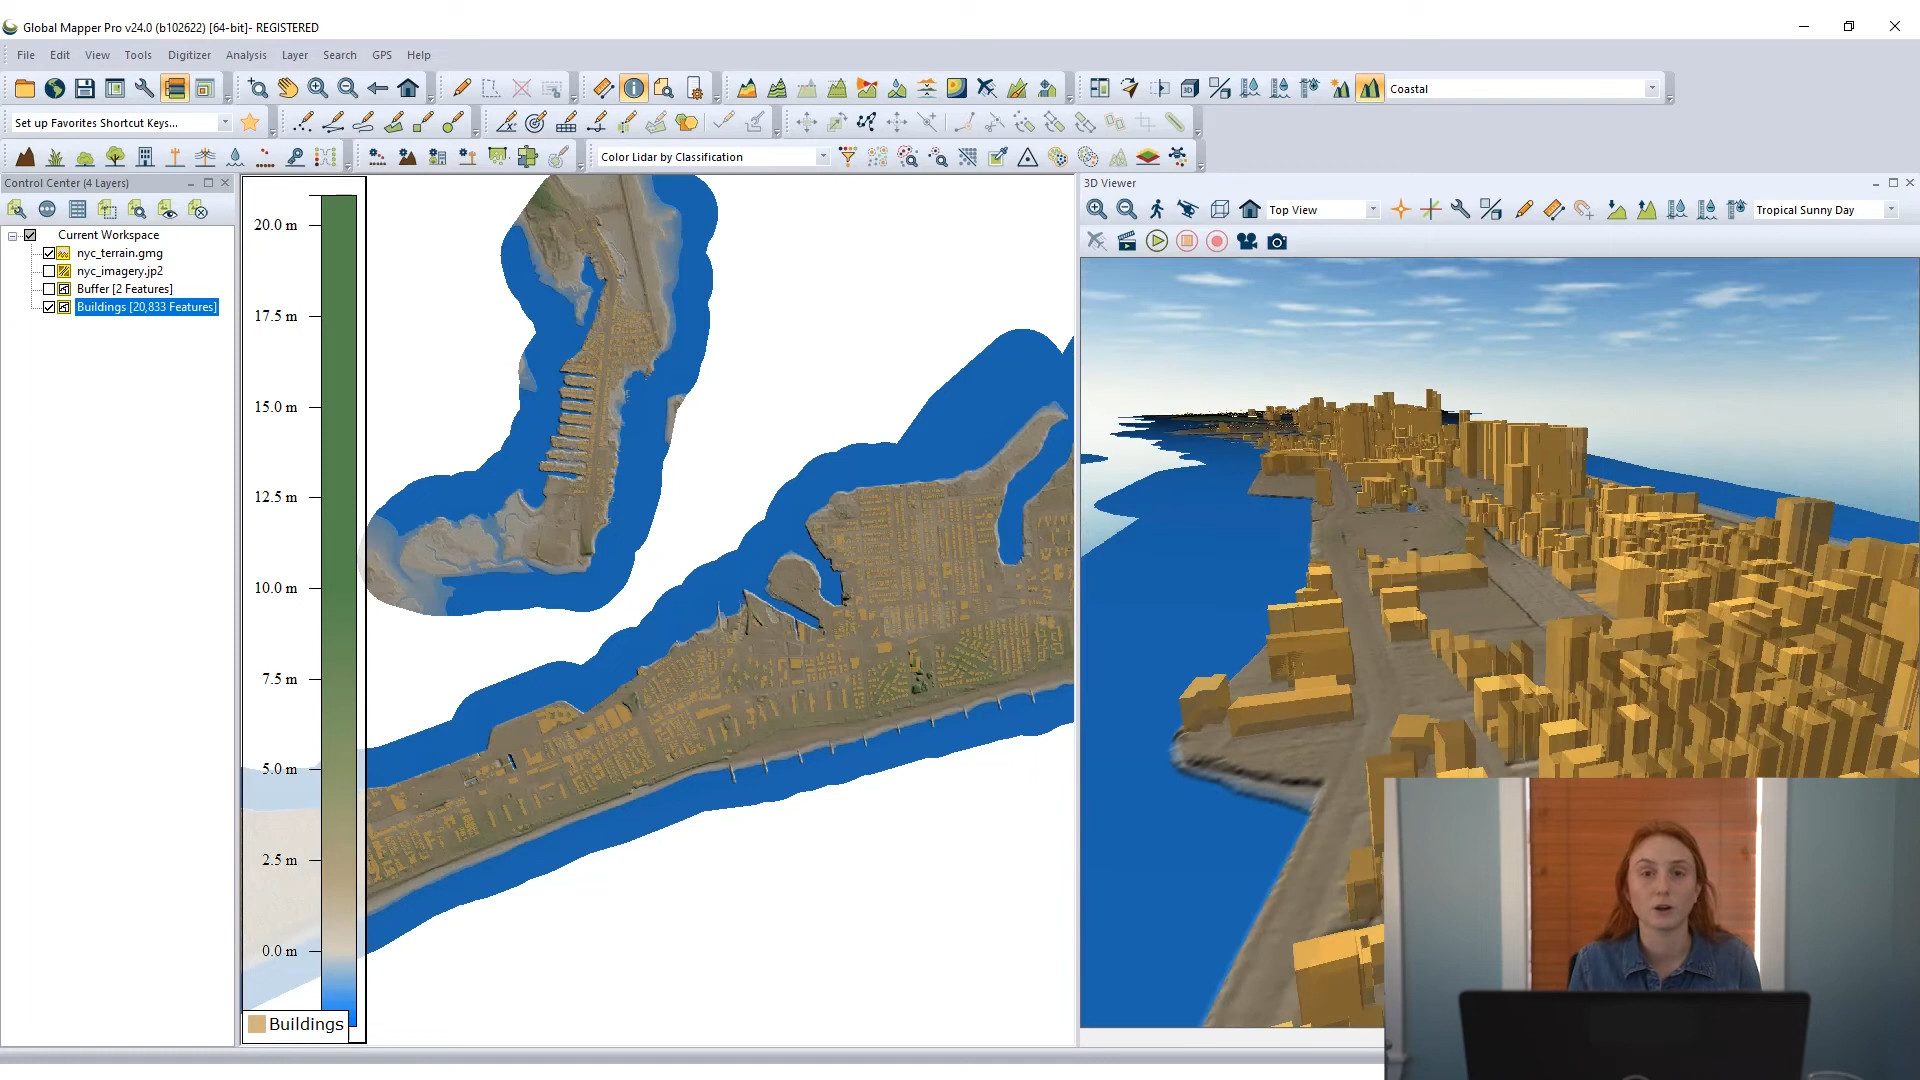 Global Mapper Pro v24.0 (b102622) [64-bit]- REGISTERED
File Edit View Tools Digitizer Analysis Layer Search GPS Help
Coastal
Set up Favorites Shortcut Keys...
Color Lidar by Classification
Control Center (4 Layers)
Current Workspace
nyc_terrain.gmg
nyc_imagery.jp2
Buffer [2 Features]
Buildings [20,833 Features]
20.0 m
17.5 m
15.0 m
12.5 m
10.0 m
7.5 m
5.0 m
2.5 m
0.0 m
Buildings
3D Viewer
Top View
Tropical Sunny Day